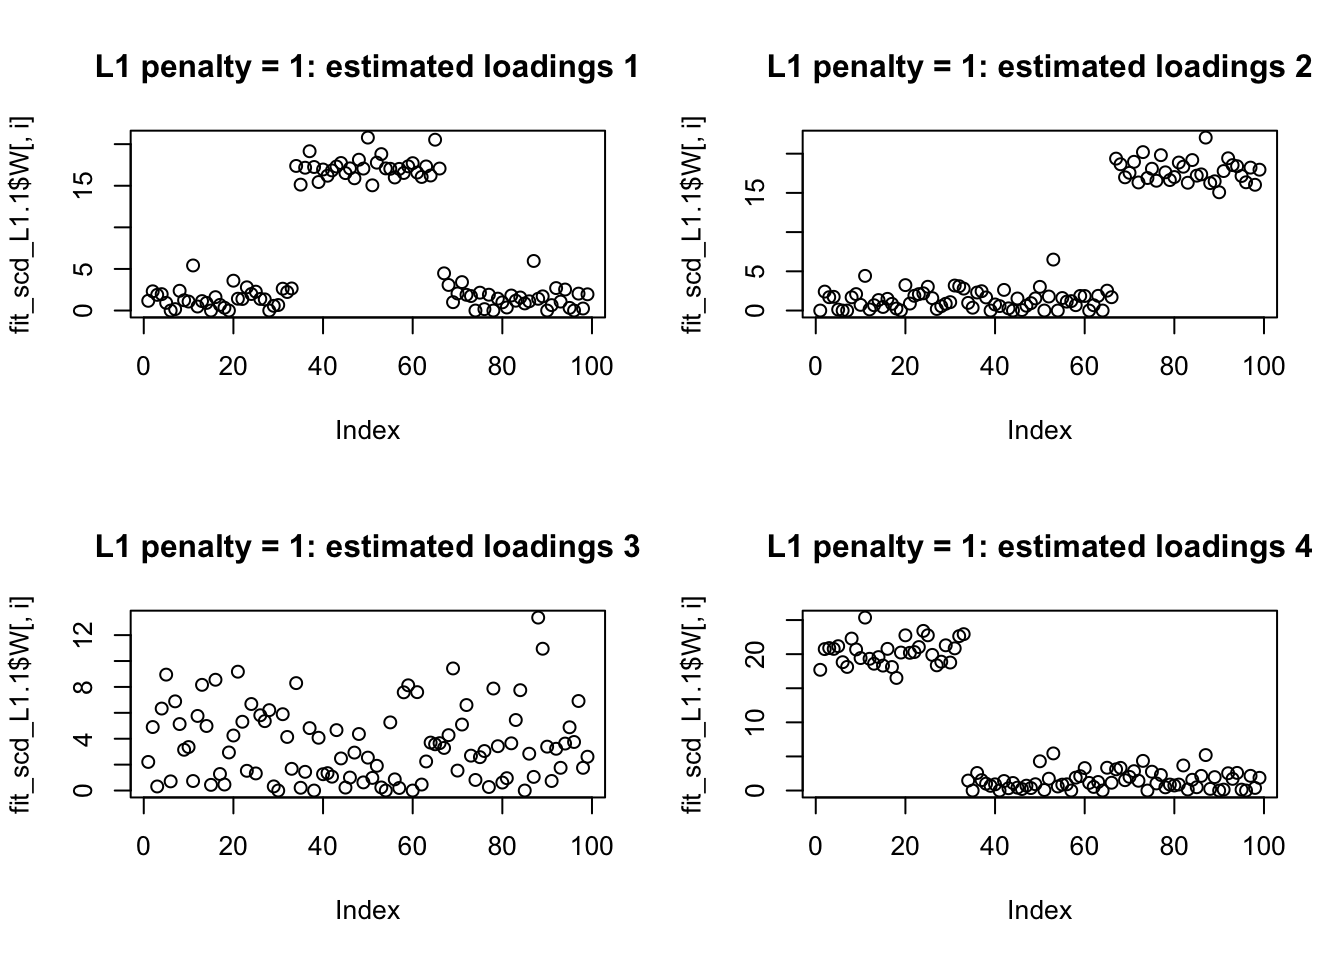 L1 penalty = 1: estimated loadings 1
fit_scd_L1.1$W[, i]
15
5
0
0 20 40 60 80 100
Index
L1 penalty = 1: estimated loadings 2
fit_scd_L1.1$W[, i]
15
5
0
0 20 40 60 80 100
Index
L1 penalty = 1: estimated loadings 3
fit_scd_L1.1$W[, i]
12
8
4
0
0 20 40 60 80 100
Index
L1 penalty = 1: estimated loadings 4
fit_scd_L1.1$W[, i]
20
10
0
0 20 40 60 80 100
Index